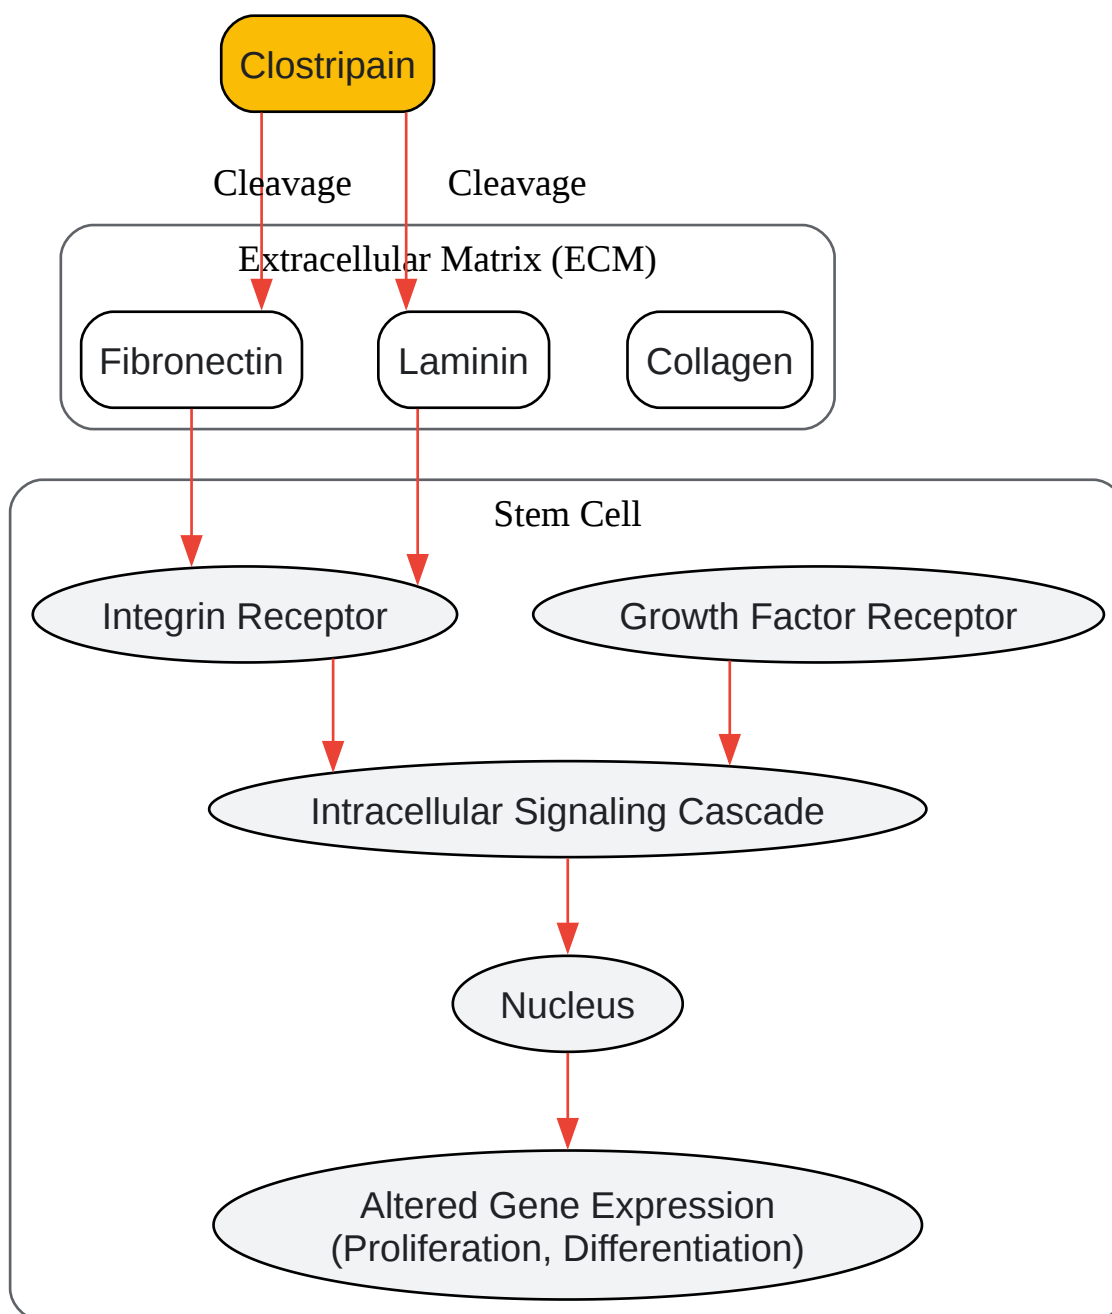 Clostripain
Cleavage Cleavage
Extracellular Matrix (ECM)
Fibronectin Laminin Collagen
Stem Cell
Integrin Receptor Growth Factor Receptor
Intracellular Signaling Cascade
Nucleus
Altered Gene Expression
(Proliferation, Differentiation)